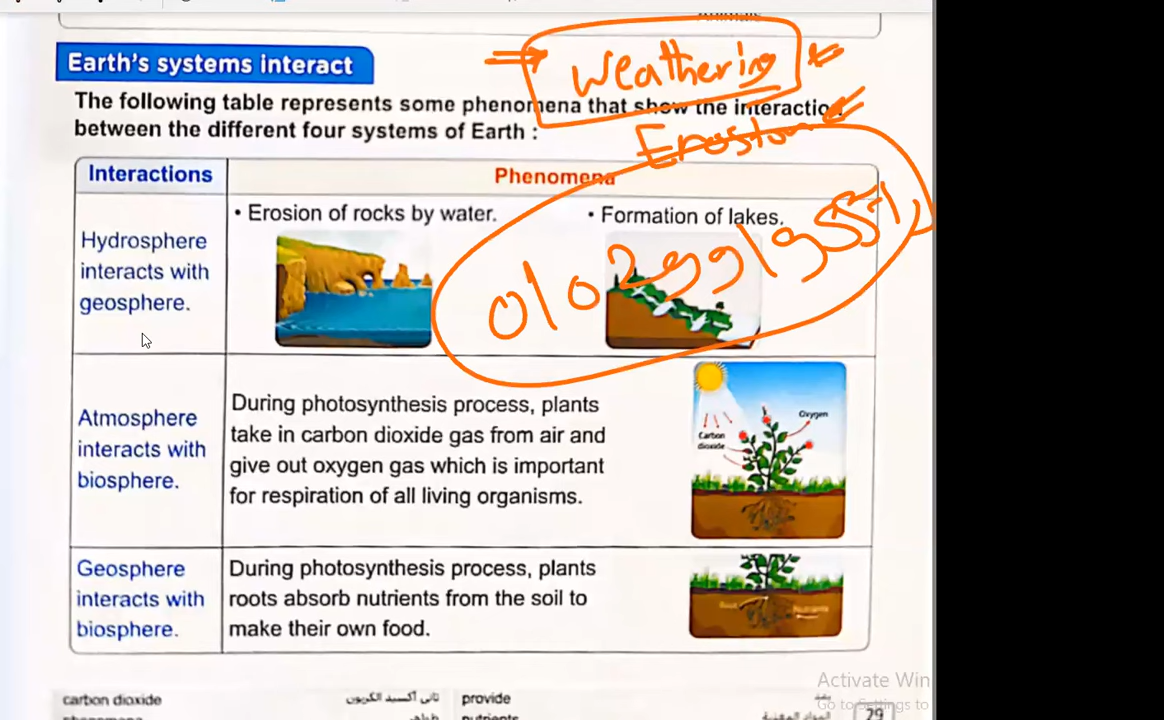 Animals
Earth's systems interact
weathering
The following table represents some phenomena that show the interaction
between the different four systems of Earth :
Erosion
Interactions
Phenomena
• Erosion of rocks by water.
• Formation of lakes.
Hydrosphere
interacts with
geosphere.
Atmosphere
interacts with
biosphere.
During photosynthesis process, plants
take in carbon dioxide gas from air and
give out oxygen gas which is important
for respiration of all living organisms.
Oxygen
Carbon
dioxide
Geosphere
interacts with
biosphere.
During photosynthesis process, plants
roots absorb nutrients from the soil to
make their own food.
Nutrients
Activate Win
Go to Settings to
carbon dioxide
ثانى أكسيد الكربون
provide
nutrients
29